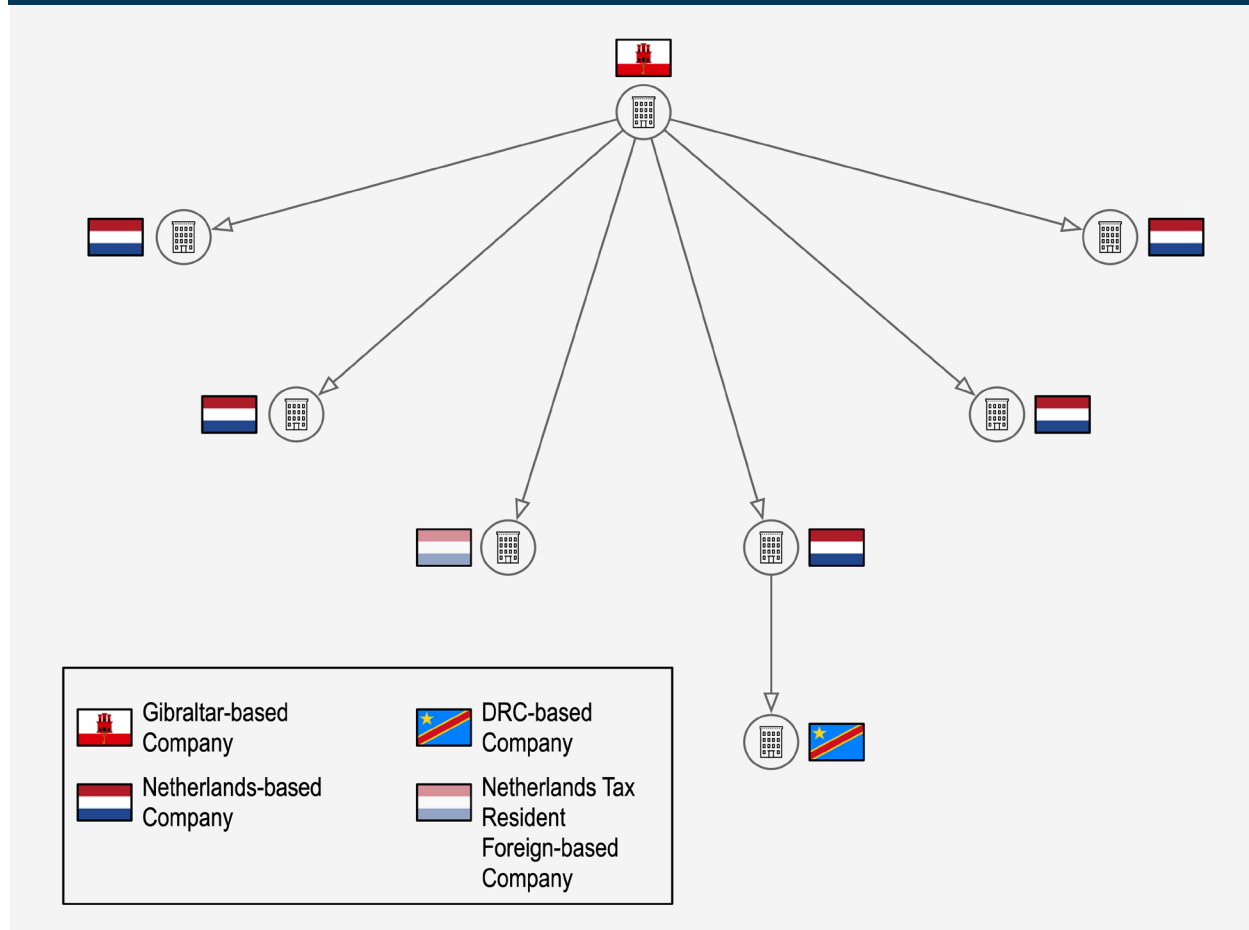 Gibraltar-based
Company
DRC-based
Company
Netherlands-based
Company
Netherlands Tax
Resident
Foreign-based
Company